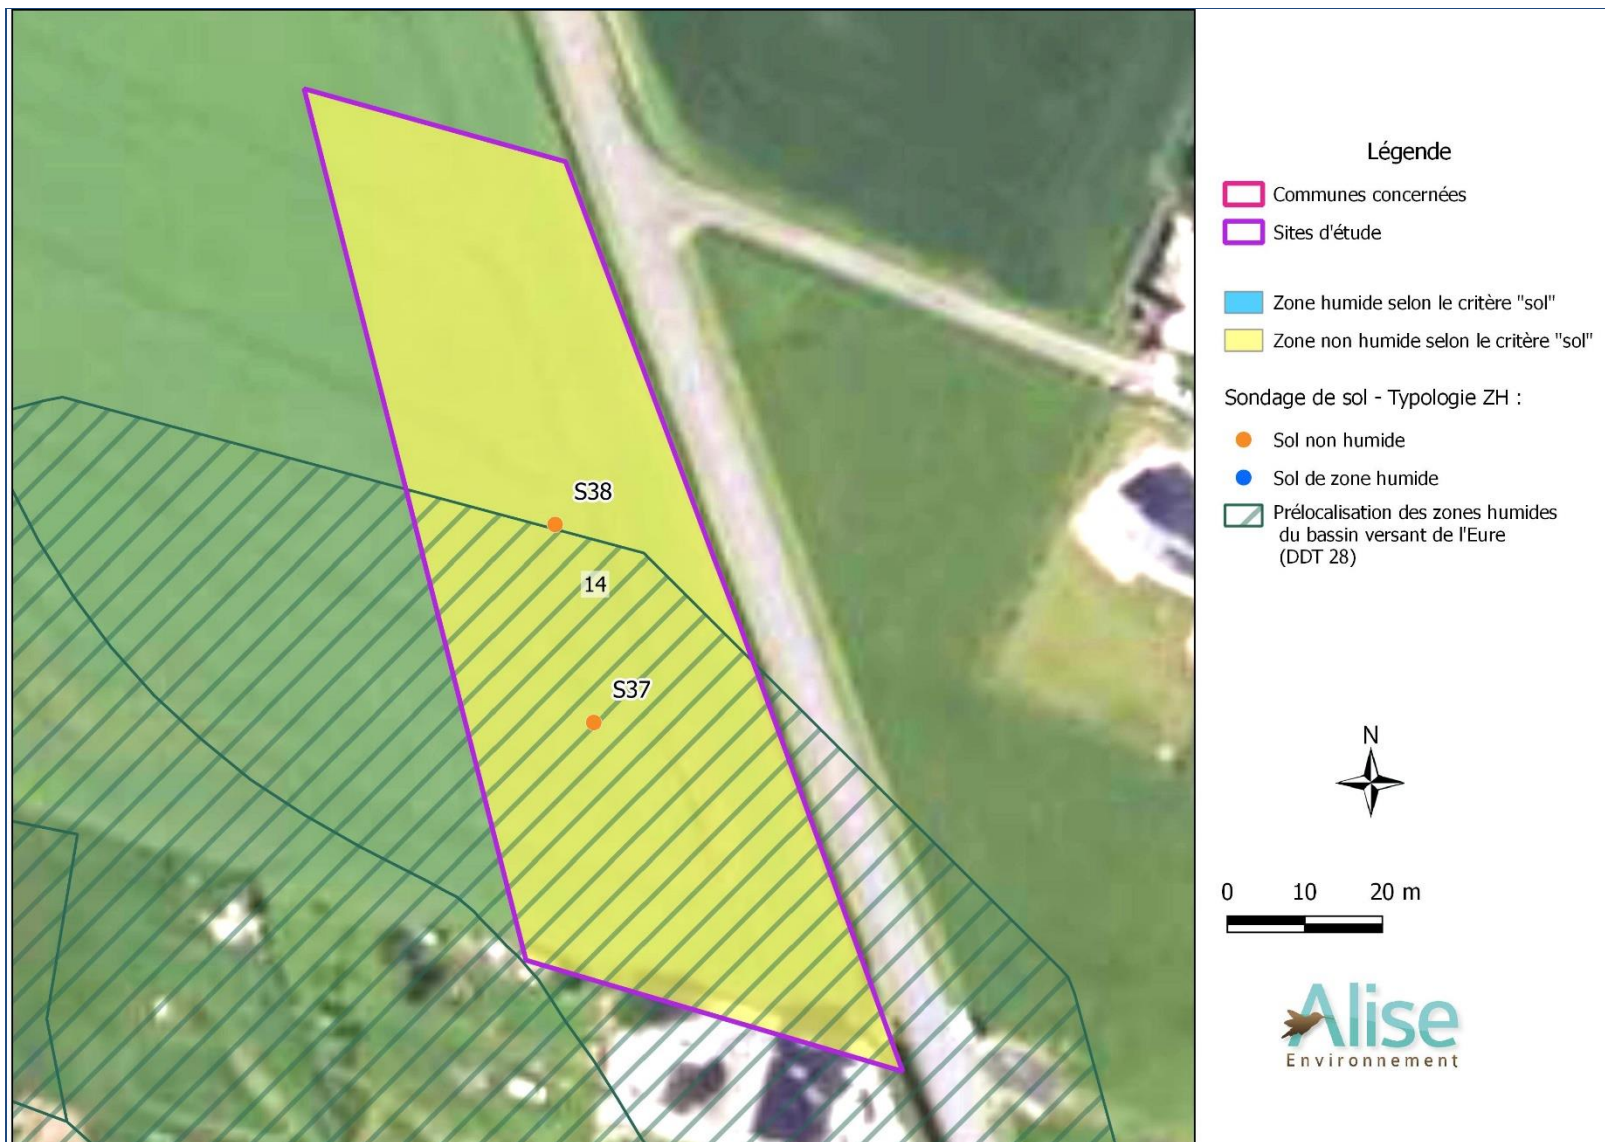 S38
14
S37
Légende
Communes concernées
Sites d'étude
Zone humide selon le critère "sol"
Zone non humide selon le critère "sol"
Sondage de sol - Typologie ZH :
Sol non humide
Sol de zone humide
Prélocalisation des zones humides
du bassin versant de l'Eure
(DDT 28)
N
0 10 20 m
Alise
Environnement